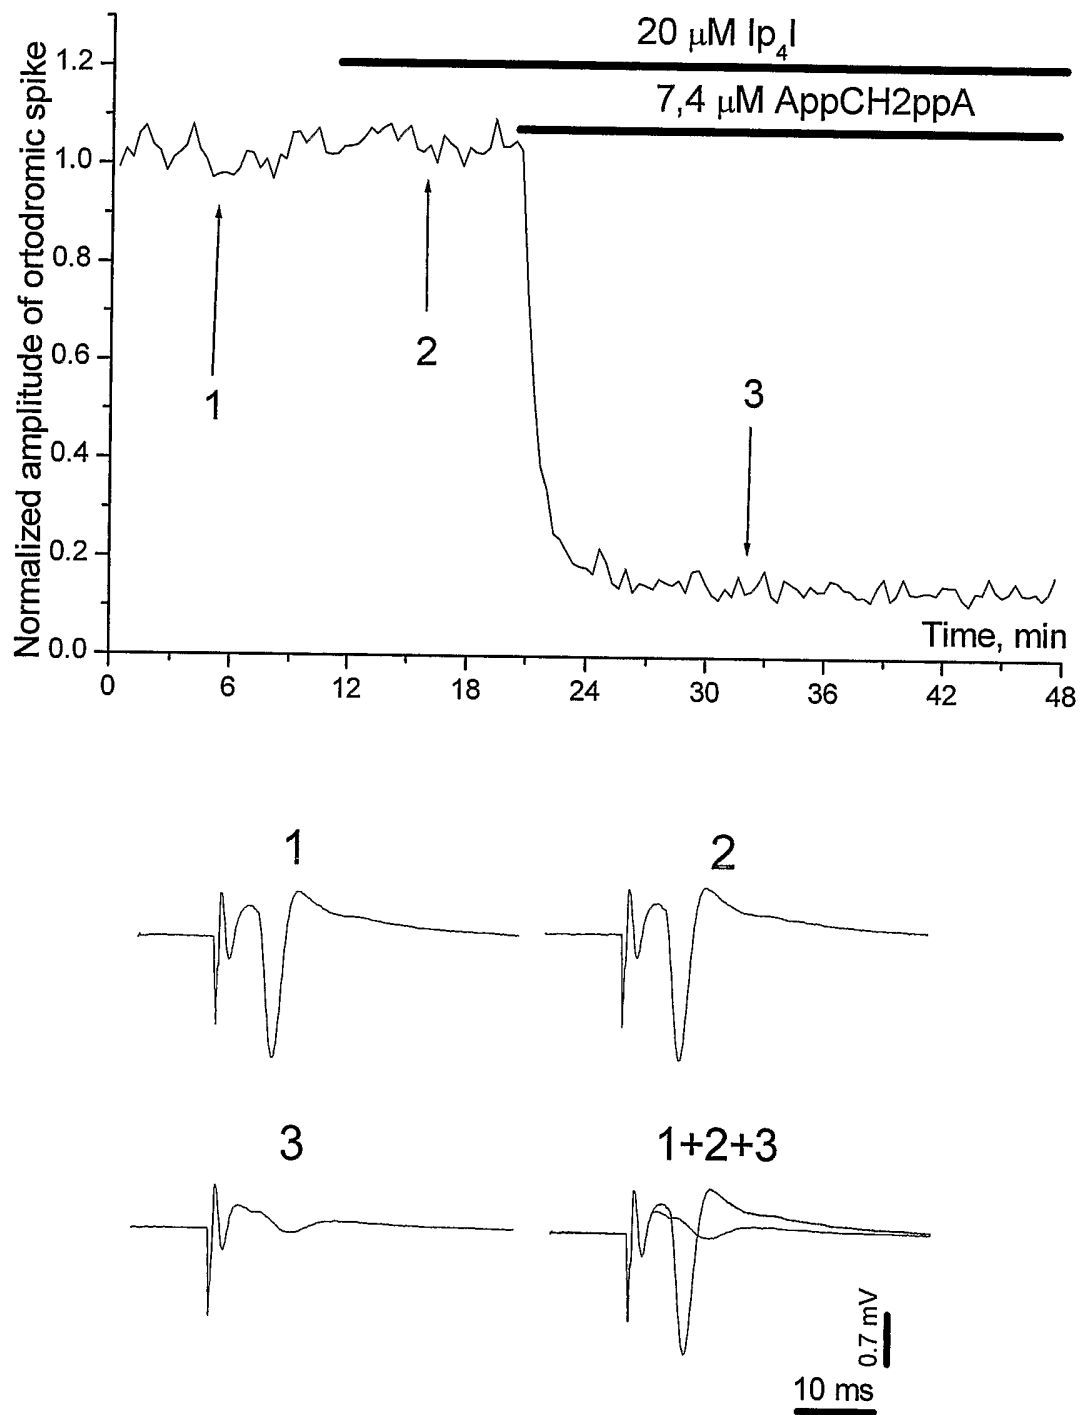 20 μM Ip4I
7,4 μM AppCH2ppA
Normalized amplitude of ortodromic spike
1.2
1.0
0.8
0.6
0.4
0.2
0.0
1
2
3
Time, min
0 6 12 18 24 30 36 42 48
1 2
3 1+2+3
0.7 mV
10 ms